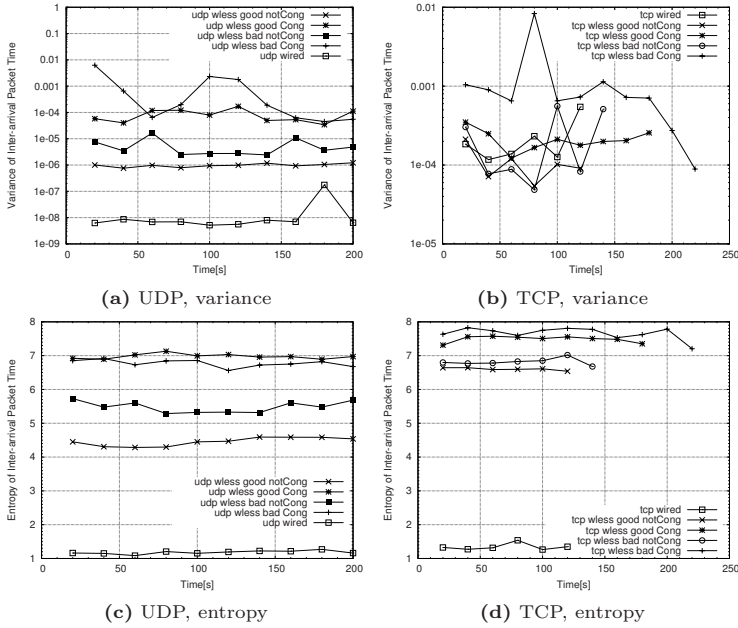 1
0.1
0.01
0.001
1e-04
1e-05
1e-06
1e-07
1e-08
1e-09
0 50 100 150 200
Variance of Inter-arrival Packet Time
Time[s]
udp wless good notCong
udp wless good Cong
udp wless bad notCong
udp wless bad Cong
udp wired
(a) UDP, variance
0.01
0.001
1e-04
1e-05
0 50 100 150 200 250
Variance of Inter-arrival Packet Time
Time[s]
tcp wired
tcp wless good notCong
tcp wless good Cong
tcp wless bad notCong
tcp wless bad Cong
(b) TCP, variance
8
7
6
5
4
3
2
1
0 50 100 150 200
Entropy of Inter-arrival Packet Time
Time[s]
udp wless good notCong
udp wless good Cong
udp wless bad notCong
udp wless bad Cong
udp wired
(c) UDP, entropy
8
7
6
5
4
3
2
1
0 50 100 150 200 250
Entropy of Inter-arrival Packet Time
Time[s]
tcp wired
tcp wless good notCong
tcp wless good Cong
tcp wless bad notCong
tcp wless bad Cong
(d) TCP, entropy